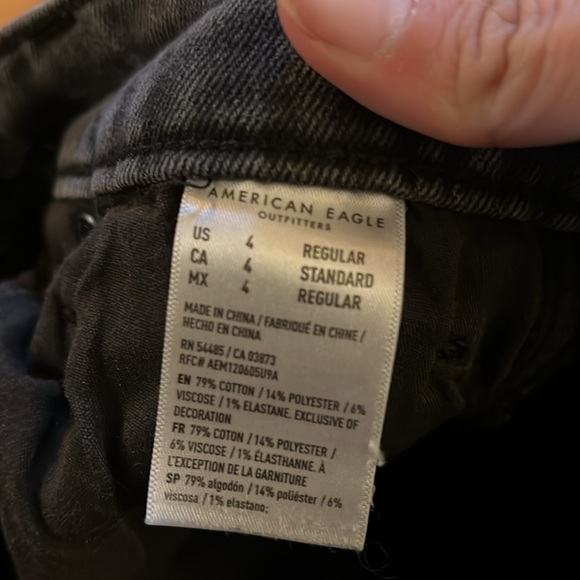 AMERICAN EAGLE
OUTFITTERS
US 4 REGULAR
CA 4 STANDARD
MX 4 REGULAR
MADE IN CHINA / FABRIQUÉ EN CHINE /
HECHO EN CHINA
RN 54485 / CA 03873
RFC# AEM120605U9A
EN 79% COTTON / 14% POLYESTER / 6%
VISCOSE / 1% ELASTANE. EXCLUSIVE OF
DECORATION
FR 79% COTON / 14% POLYESTER /
6% VISCOSE / 1% ÉLASTHANNE. À
L'EXCEPTION DE LA GARNITURE
SP 79% algodón / 14% poliéster / 6%
viscosa / 1% elastano;